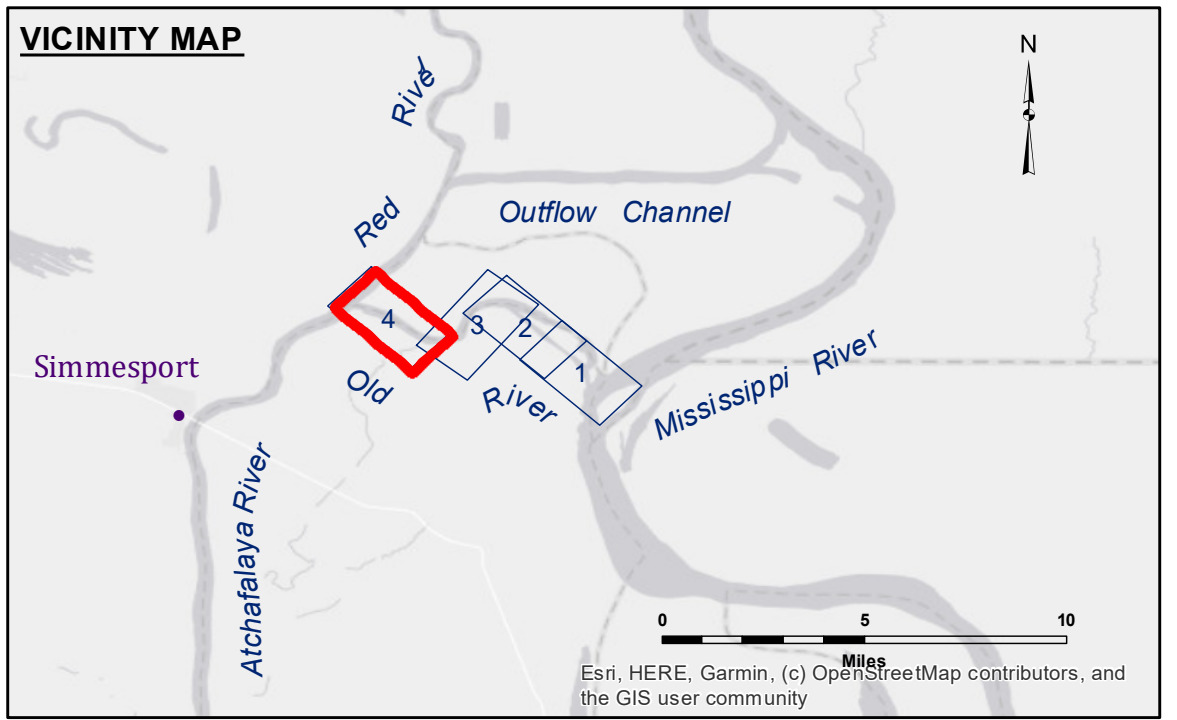 VICINITY MAP
N
River
Red
Outflow Channel
4
3
2
1
Simmesport
Old
River
Mississippi River
Atchafalaya River
0 5 10
Miles
Esri, HERE, Garmin, (c) OpenStreetMap contributors, and
the GIS user community